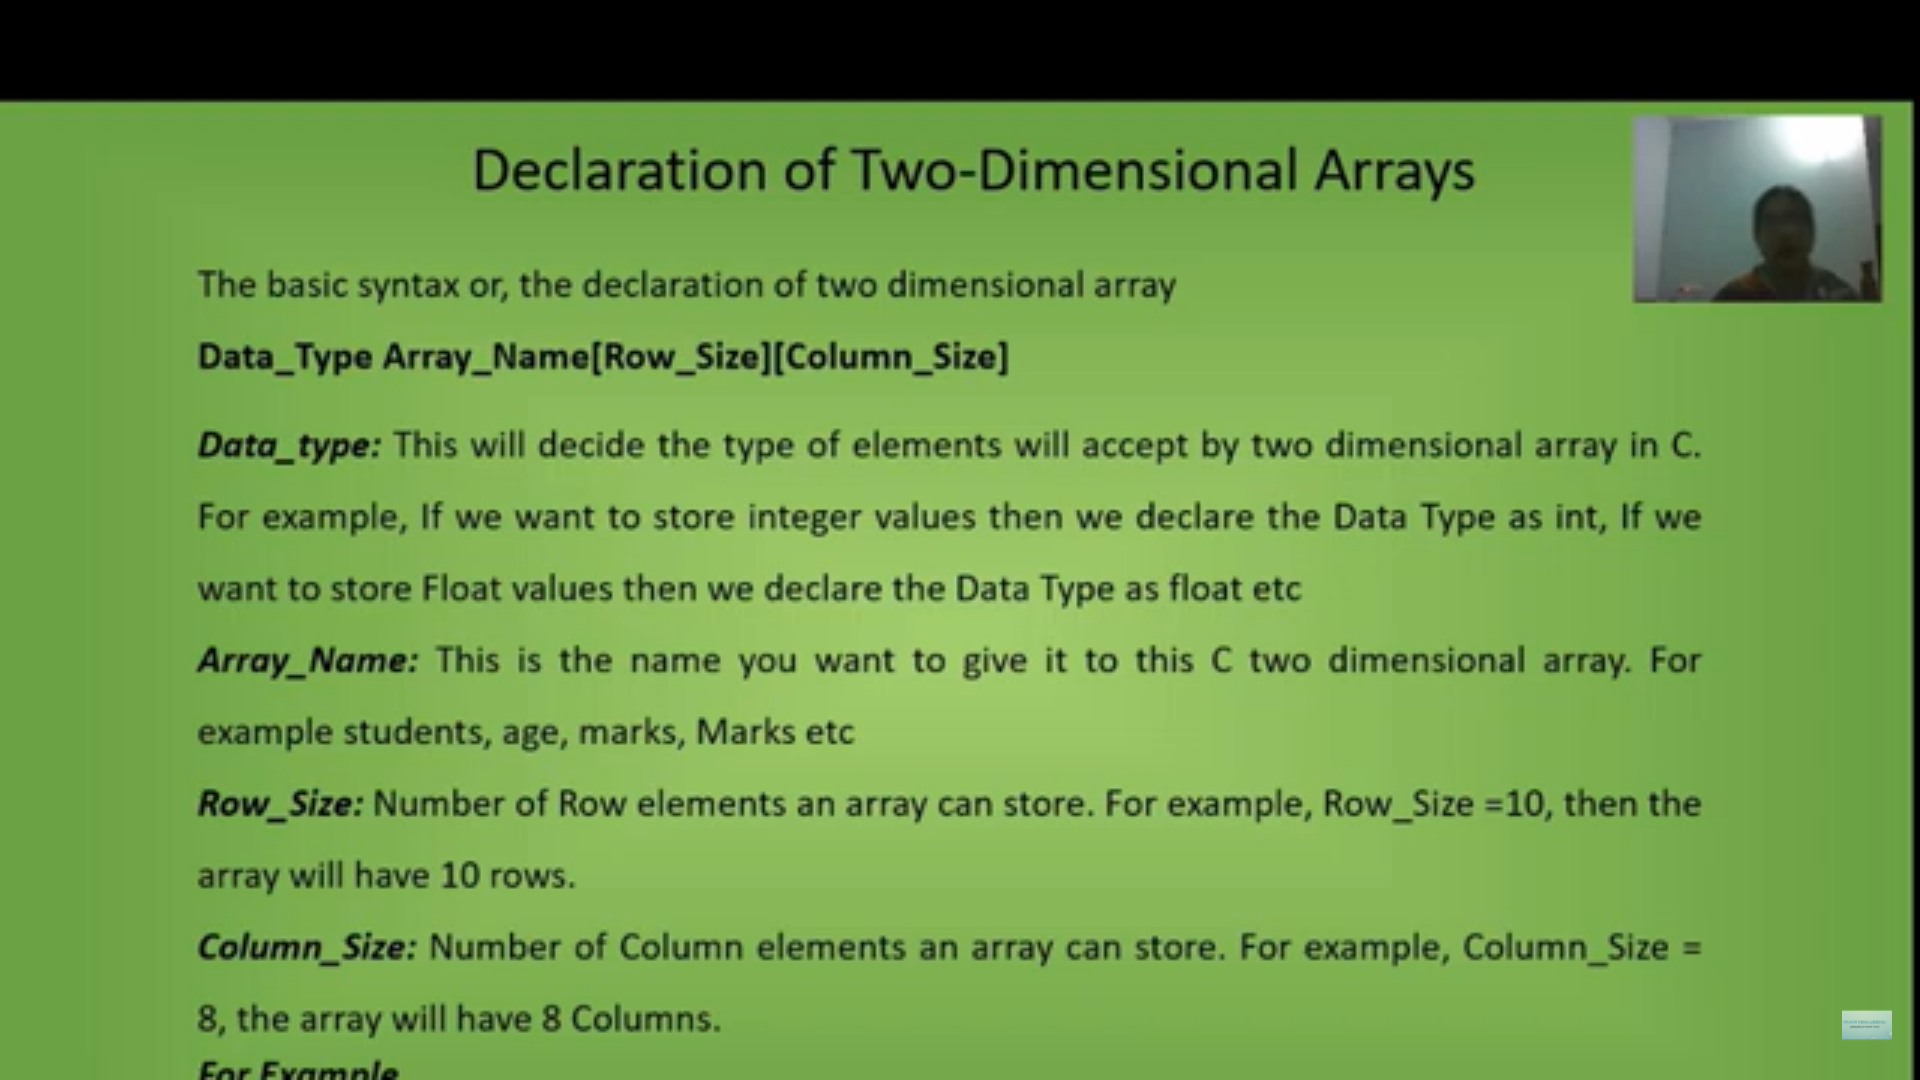 Declaration of Two-Dimensional Arrays
The basic syntax or, the declaration of two dimensional array
Data_Type Array_Name[Row_Size][Column_Size]
Data_type: This will decide the type of elements will accept by two dimensional array in C.
For example, If we want to store integer values then we declare the Data Type as int, If we
want to store Float values then we declare the Data Type as float etc
Array_Name: This is the name you want to give it to this C two dimensional array. For
example students, age, marks, Marks etc
Row_Size: Number of Row elements an array can store. For example, Row_Size =10, then the
array will have 10 rows.
Column_Size: Number of Column elements an array can store. For example, Column_Size =
8, the array will have 8 Columns.
For Example